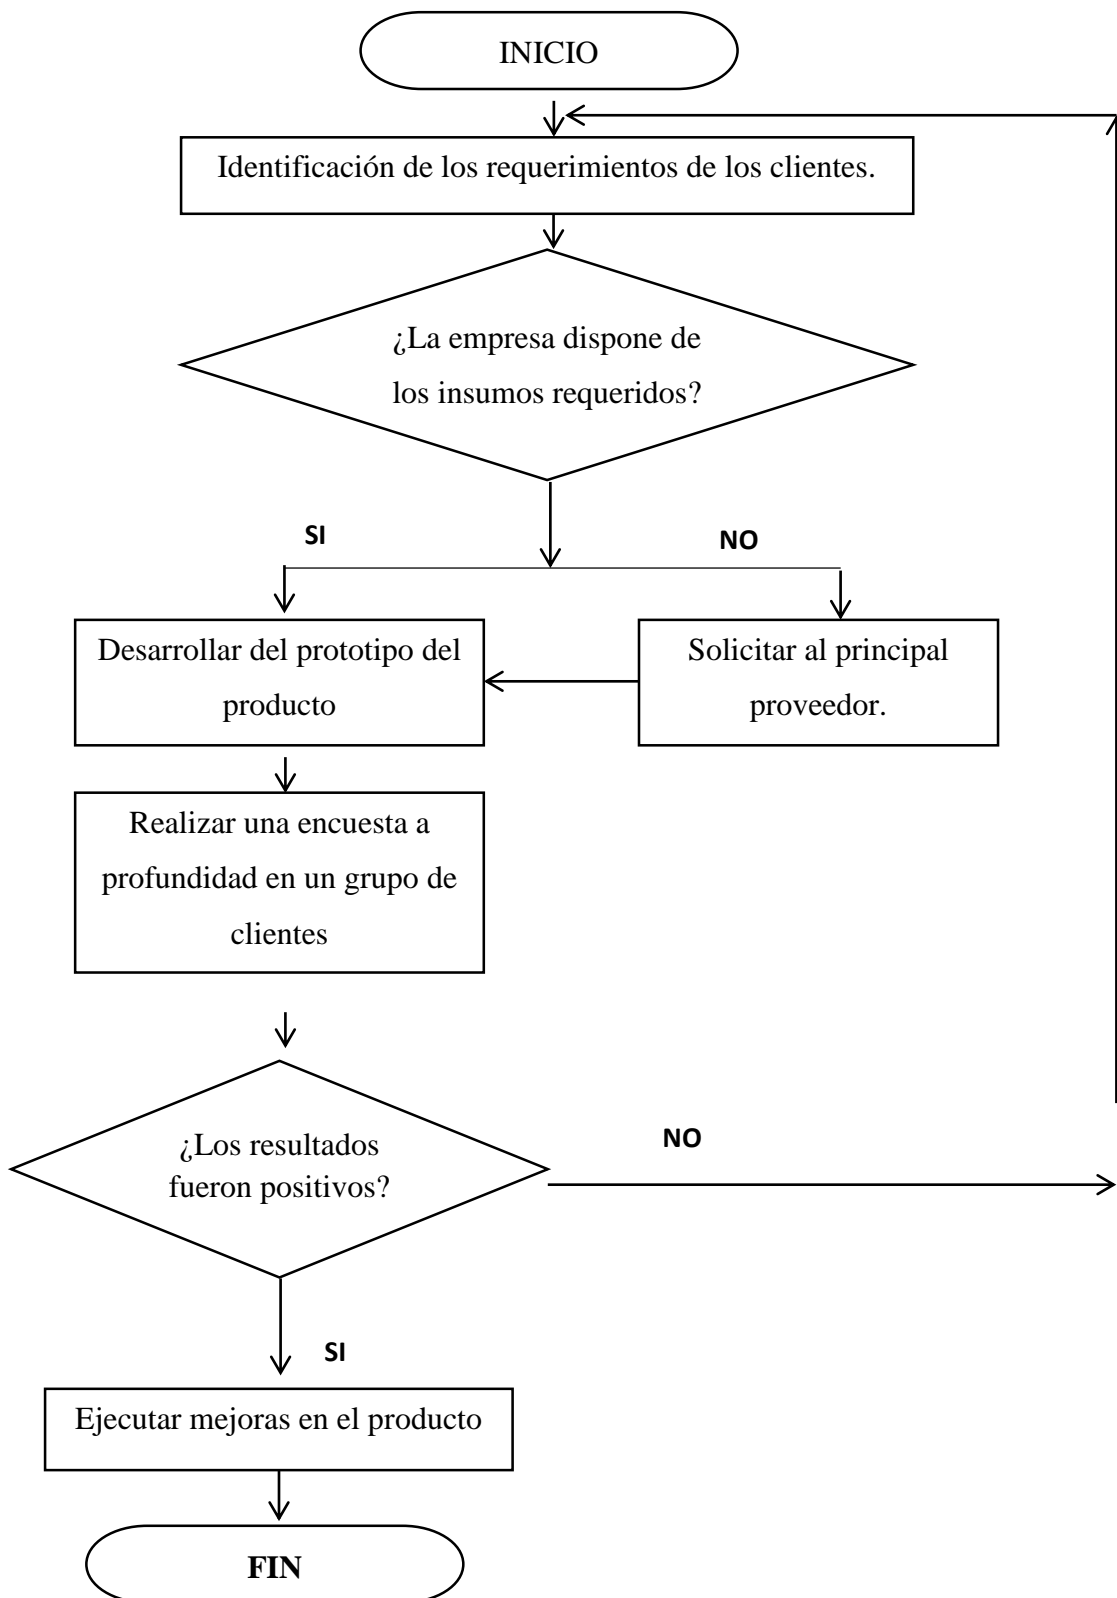 INICIO
Identificación de los requerimientos de los clientes.
¿La empresa dispone de
los insumos requeridos?
SI
NO
Desarrollar del prototipo del
producto
Solicitar al principal
proveedor.
Realizar una encuesta a
profundidad en un grupo de
clientes
¿Los resultados
fueron positivos?
NO
SI
Ejecutar mejoras en el producto
FIN